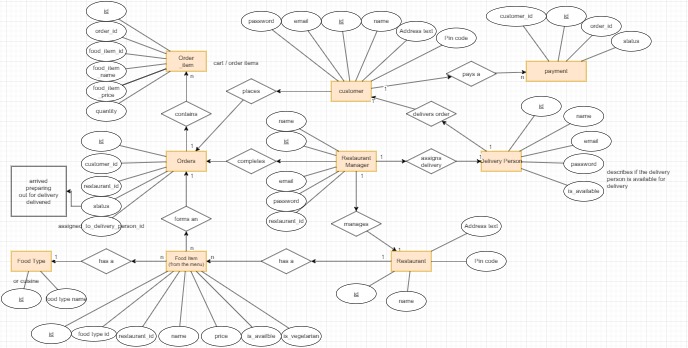 id
order_id
food_item_id
food_item
name
food_item
price
quantity
Order
_item
n
cart / order items
contains
1
password
email
id
name
Address text
Pin code
customer
1
places
pays a
n
payment
customer_id
id
order_id
status
delivers order
1
id
customer_id
restaurant_id
status
assigned_to_delivery_person_id
arrived
preparing
out for delivery
delivered
Orders
completes
name
id
email
password
restaurant_id
Restaurant
Manager
1
assigns
delivery
Delivery Person
1
id
name
email
password
is_available
describes if the delivery
person is available for
delivery
forms an
n
manages
1
Food Type
1
or cuisine
id
food type name
has a
n
Food item
(from the menu)
n
has a
1
Restaurant
Address text
Pin code
id
name
id
food type id
restaurant_id
name
price
is_availble
is_vegetarian